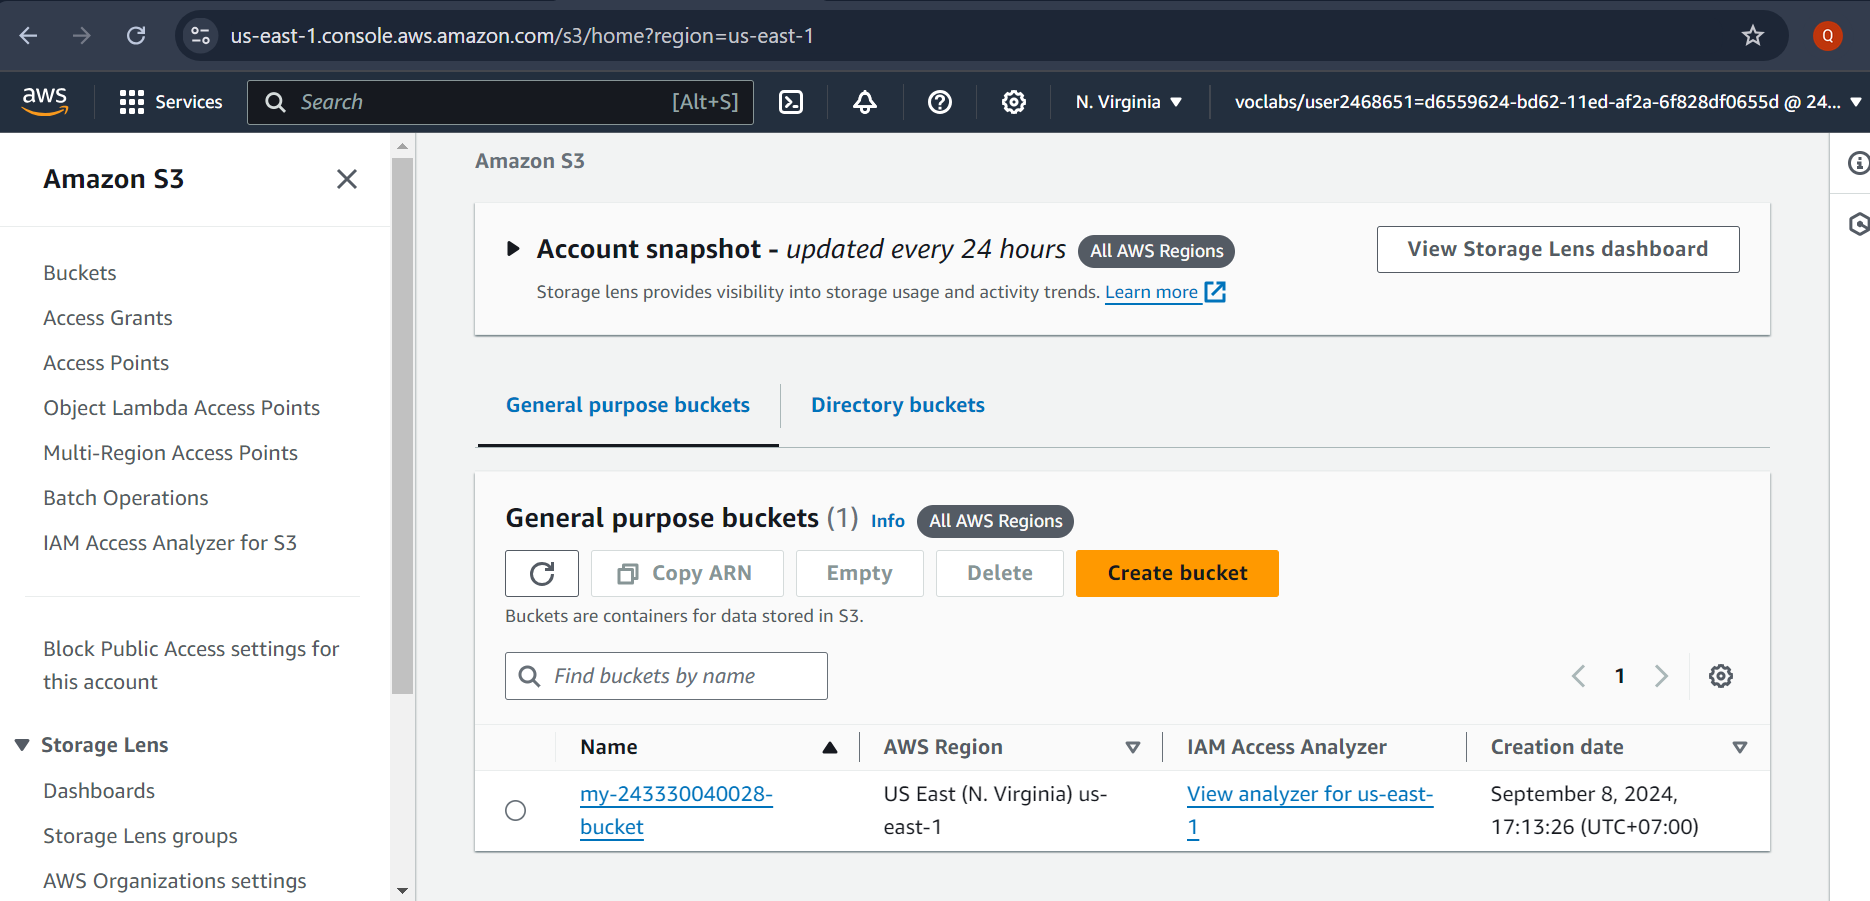 us-east-1.console.aws.amazon.com/s3/home?region=us-east-1
Q
aws
Services
Search
[Alt+S]
N. Virginia
voclabs/user2468651=d6559624-bd62-11ed-af2a-6f828df0655d @ 24...
Amazon S3
Buckets
Access Grants
Access Points
Object Lambda Access Points
Multi-Region Access Points
Batch Operations
IAM Access Analyzer for S3
Block Public Access settings for
this account
Storage Lens
Dashboards
Storage Lens groups
AWS Organizations settings
Amazon S3
Account snapshot - updated every 24 hours All AWS Regions
View Storage Lens dashboard
Storage lens provides visibility into storage usage and activity trends. Learn more
General purpose buckets
Directory buckets
General purpose buckets (1) Info All AWS Regions
Copy ARN
Empty
Delete
Create bucket
Buckets are containers for data stored in S3.
Find buckets by name
1
Name
AWS Region
IAM Access Analyzer
Creation date
my-243330040028-
bucket
US East (N. Virginia) us-
east-1
View analyzer for us-east-
1
September 8, 2024,
17:13:26 (UTC+07:00)